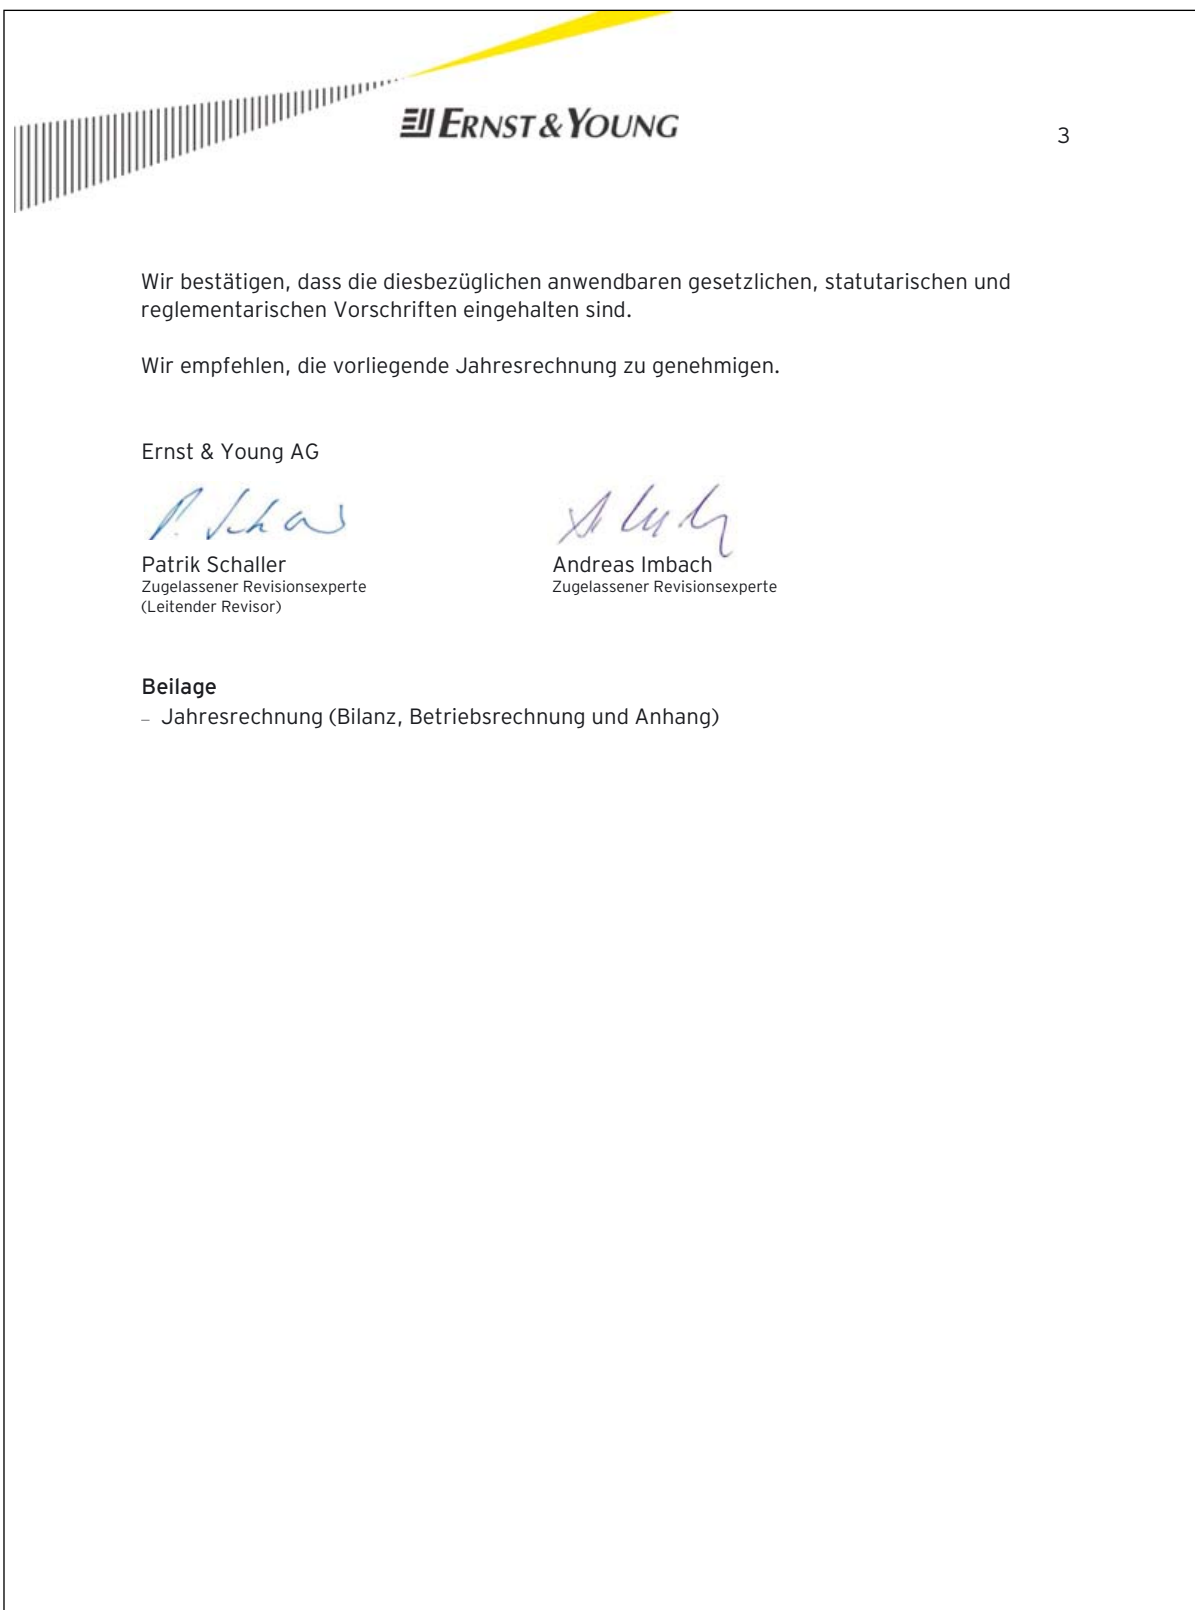 ERNST & YOUNG
3
Wir bestätigen, dass die diesbezüglichen anwendbaren gesetzlichen, statutarischen und
reglementarischen Vorschriften eingehalten sind.
Wir empfehlen, die vorliegende Jahresrechnung zu genehmigen.
Ernst & Young AG
Patrik Schaller
Zugelassener Revisionsexperte
(Leitender Revisor)
Andreas Imbach
Zugelassener Revisionsexperte
Beilage
– Jahresrechnung (Bilanz, Betriebsrechnung und Anhang)